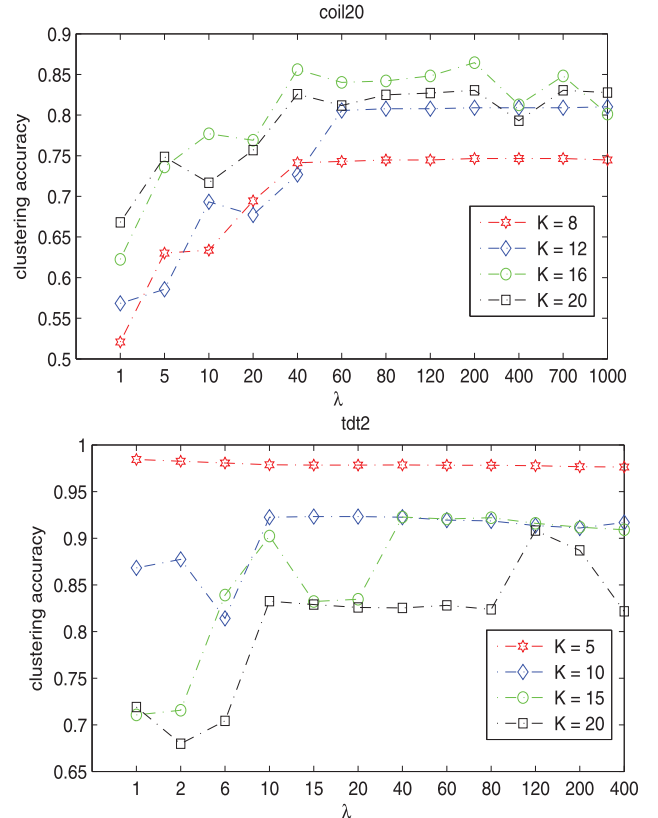 coil20
0.9
0.85
0.8
0.75
0.7
0.65
0.6
0.55
0.5
clustering accuracy
K = 8
K = 12
K = 16
K = 20
1 5 10 20 40 60 80 120 200 400 700 1000
λ
tdt2
1
0.95
0.9
0.85
0.8
0.75
0.7
0.65
clustering accuracy
K = 5
K = 10
K = 15
K = 20
1 2 6 10 15 20 40 60 80 120 200 400
λ